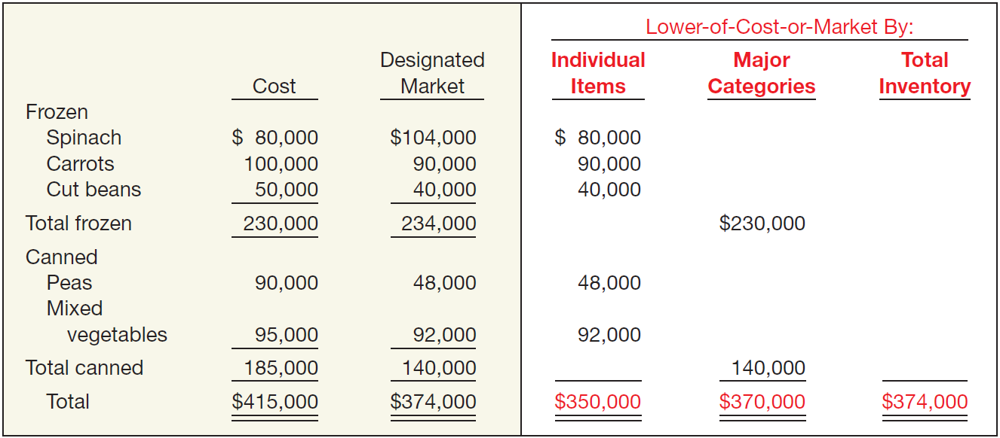 Lower-of-Cost-or-Market By:
Designated Individual Major Total
Cost Market Items Categories Inventory
Frozen
Spinach $ 80,000 $104,000 $ 80,000
Carrots 100,000 90,000 90,000
Cut beans 50,000 40,000 40,000
Total frozen 230,000 234,000 $230,000
Canned
Peas 90,000 48,000 48,000
Mixed
vegetables 95,000 92,000 92,000
Total canned 185,000 140,000 140,000
Total $415,000 $374,000 $350,000 $370,000 $374,000